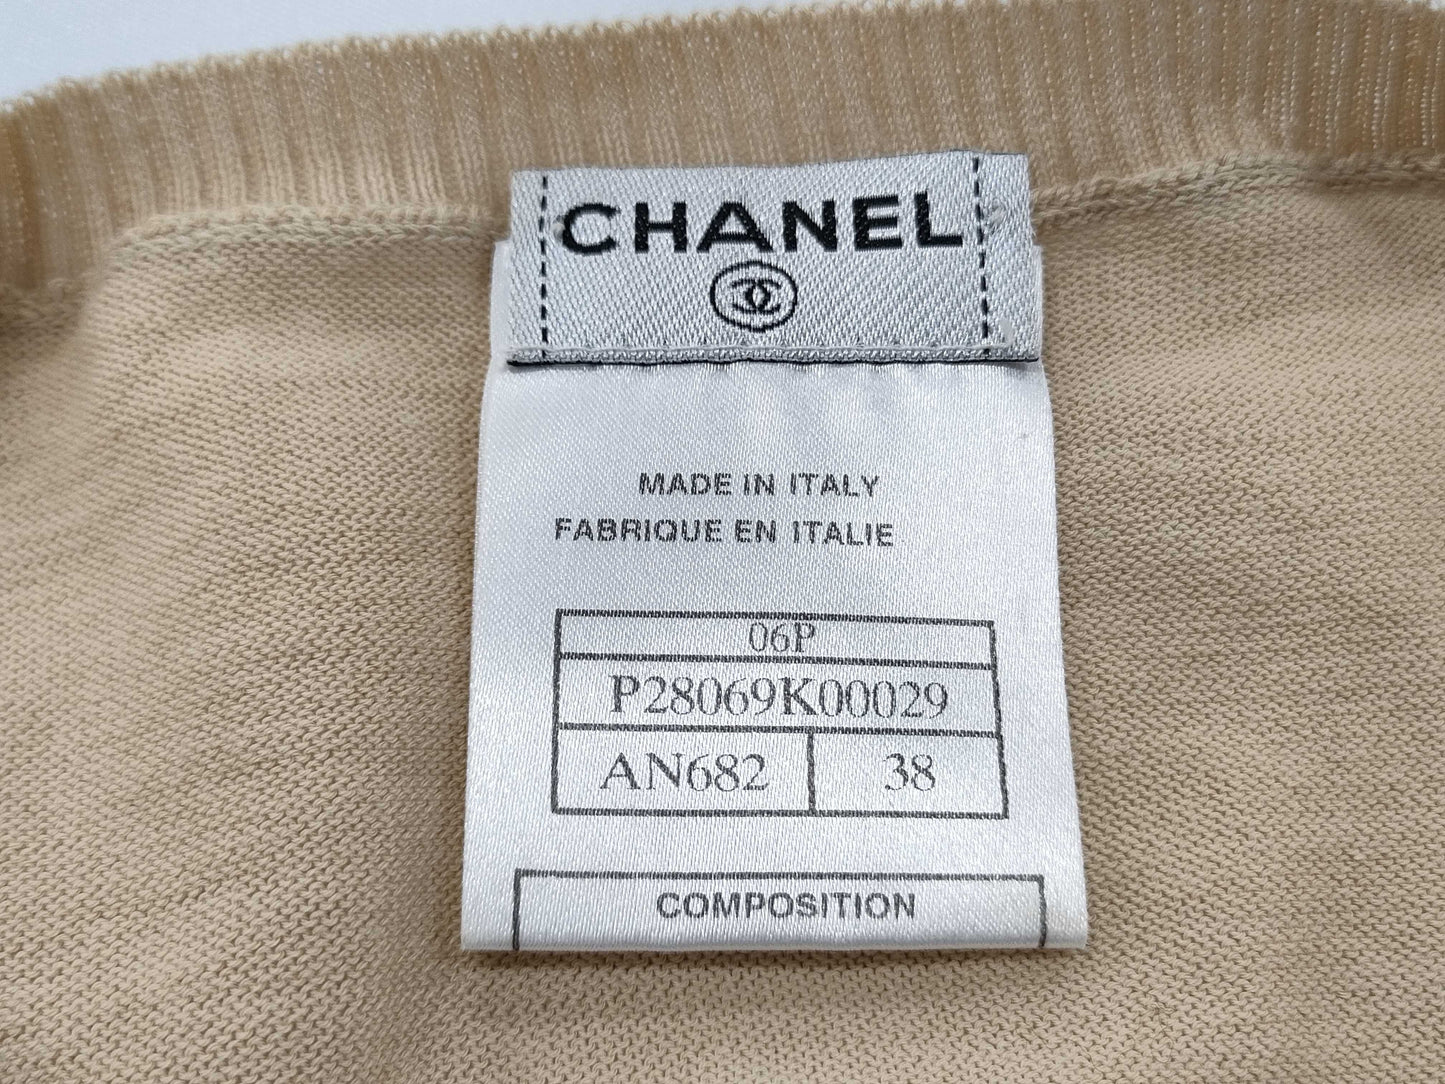 CHANEL
MADE IN ITALY
FABRIQUE EN ITALIE
06P
P28069K00029
AN682 38
COMPOSITION